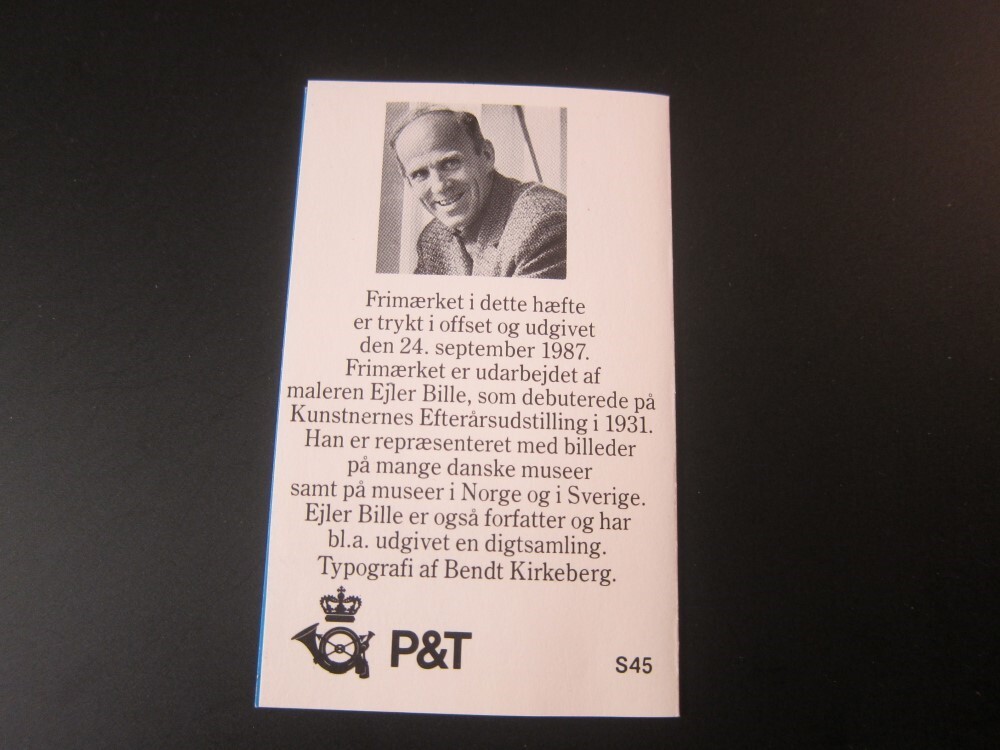 Frimærket i dette hæfte
er trykt i offset og udgivet
den 24. september 1987.
Frimærket er udarbejdet af
maleren Ejler Bille, som debuterede på
Kunstnernes Efterårsudstilling i 1931.
Han er repræsenteret med billeder
på mange danske museer
samt på museer i Norge og i Sverige.
Ejler Bille er også forfatter og har
bl.a. udgivet en digtsamling.
Typografi af Bendt Kirkeberg.
P&T
S45